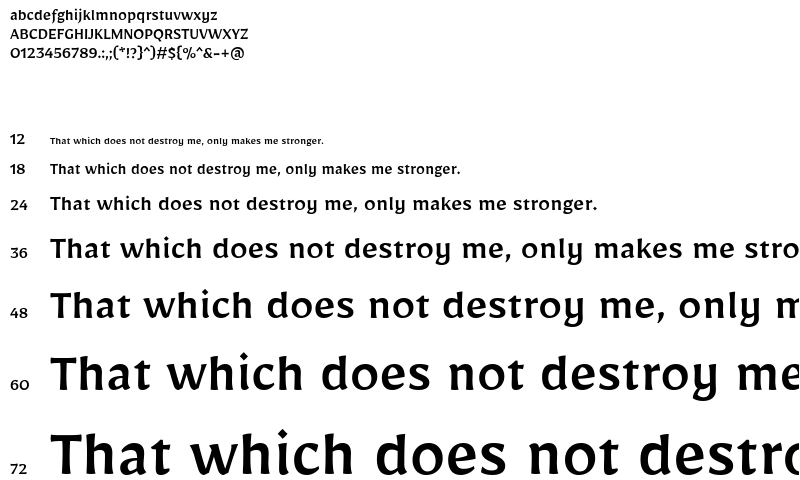 abcdefghijklmnopqrstuvwxyz
ABCDEFGHIJKLMNOPQRSTUVWXYZ
0123456789.:,;(*!?}^)#${%^&-+@
12 That which does not destroy me, only makes me stronger.
18 That which does not destroy me, only makes me stronger.
24 That which does not destroy me, only makes me stronger.
36 That which does not destroy me, only makes me stro
48 That which does not destroy me, only m
60 That which does not destroy me
72 That which does not destro